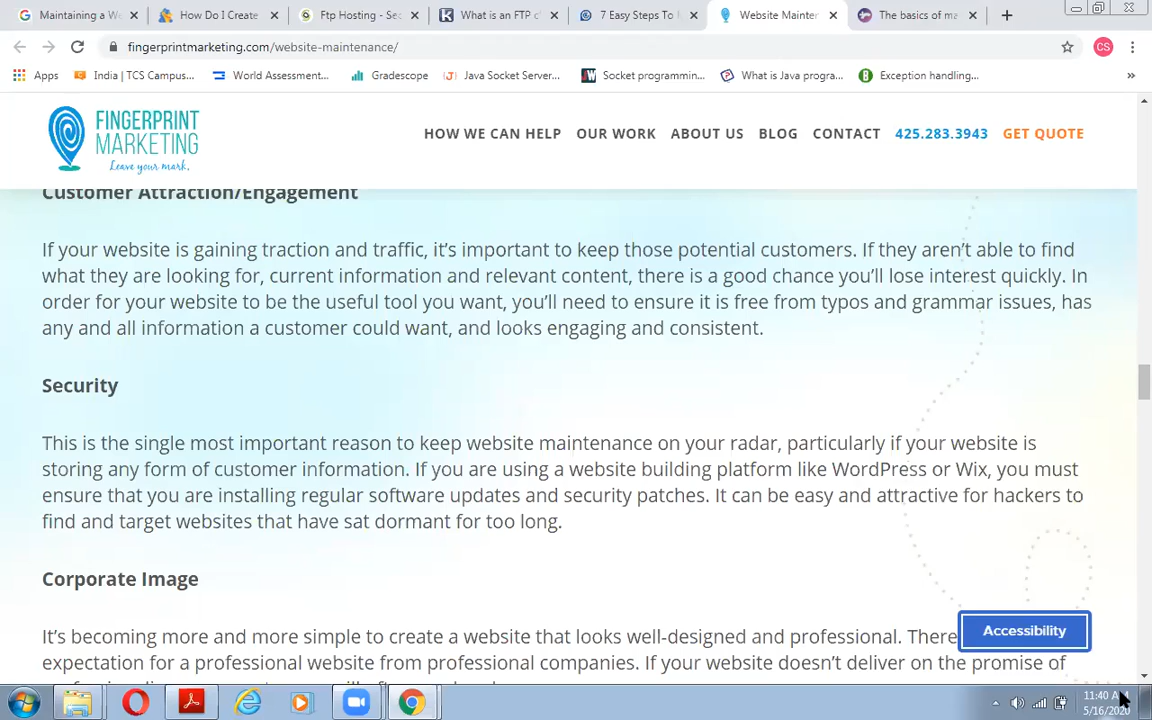 Maintaining a W
How Do I Create
Ftp Hosting - Sec
What is an FTP c
7 Easy Steps To
Website Mainten
The basics of ma
fingerprintmarketing.com/website-maintenance/
CS
Apps
India | TCS Campus...
World Assessment...
Gradescope
Java Socket Server...
Socket programmin...
What is Java progra...
Exception handling...
»
FINGERPRINT
MARKETING
Leave your mark.
HOW WE CAN HELP OUR WORK ABOUT US BLOG CONTACT 425.283.3943 GET QUOTE
Customer Attraction/Engagement
If your website is gaining traction and traffic, it's important to keep those potential customers. If they aren't able to find
what they are looking for, current information and relevant content, there is a good chance you'll lose interest quickly. In
order for your website to be the useful tool you want, you'll need to ensure it is free from typos and grammar issues, has
any and all information a customer could want, and looks engaging and consistent.
Security
This is the single most important reason to keep website maintenance on your radar, particularly if your website is
storing any form of customer information. If you are using a website building platform like WordPress or Wix, you must
ensure that you are installing regular software updates and security patches. It can be easy and attractive for hackers to
find and target websites that have sat dormant for too long.
Corporate Image
It's becoming more and more simple to create a website that looks well-designed and professional. There
Accessibility
expectation for a professional website from professional companies. If your website doesn't deliver on the promise of
11:40 AM
5/16/2020